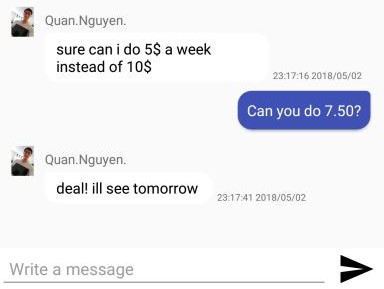 Quan.Nguyen.
sure can i do 5$ a week
instead of 10$
23:17:16 2018/05/02
Can you do 7.50?
Quan.Nguyen.
deal! ill see tomorrow
23:17:41 2018/05/02
Write a message